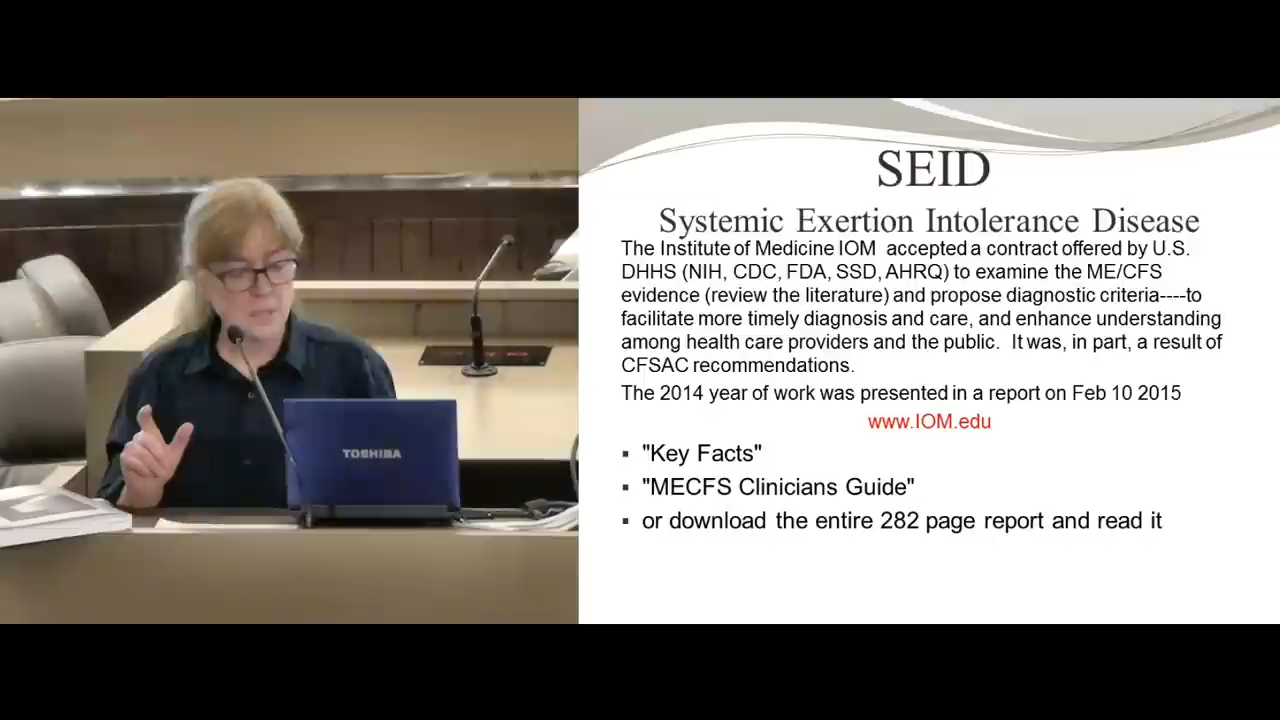 SEID
Systemic Exertion Intolerance Disease
The Institute of Medicine IOM accepted a contract offered by U.S.
DHHS (NIH, CDC, FDA, SSD, AHRQ) to examine the ME/CFS
evidence (review the literature) and propose diagnostic criteria----to
facilitate more timely diagnosis and care, and enhance understanding
among health care providers and the public. It was, in part, a result of
CFSAC recommendations.
The 2014 year of work was presented in a report on Feb 10 2015
www.IOM.edu
▪ "Key Facts"
▪ "MECFS Clinicians Guide"
▪ or download the entire 282 page report and read it
TOSHIBA